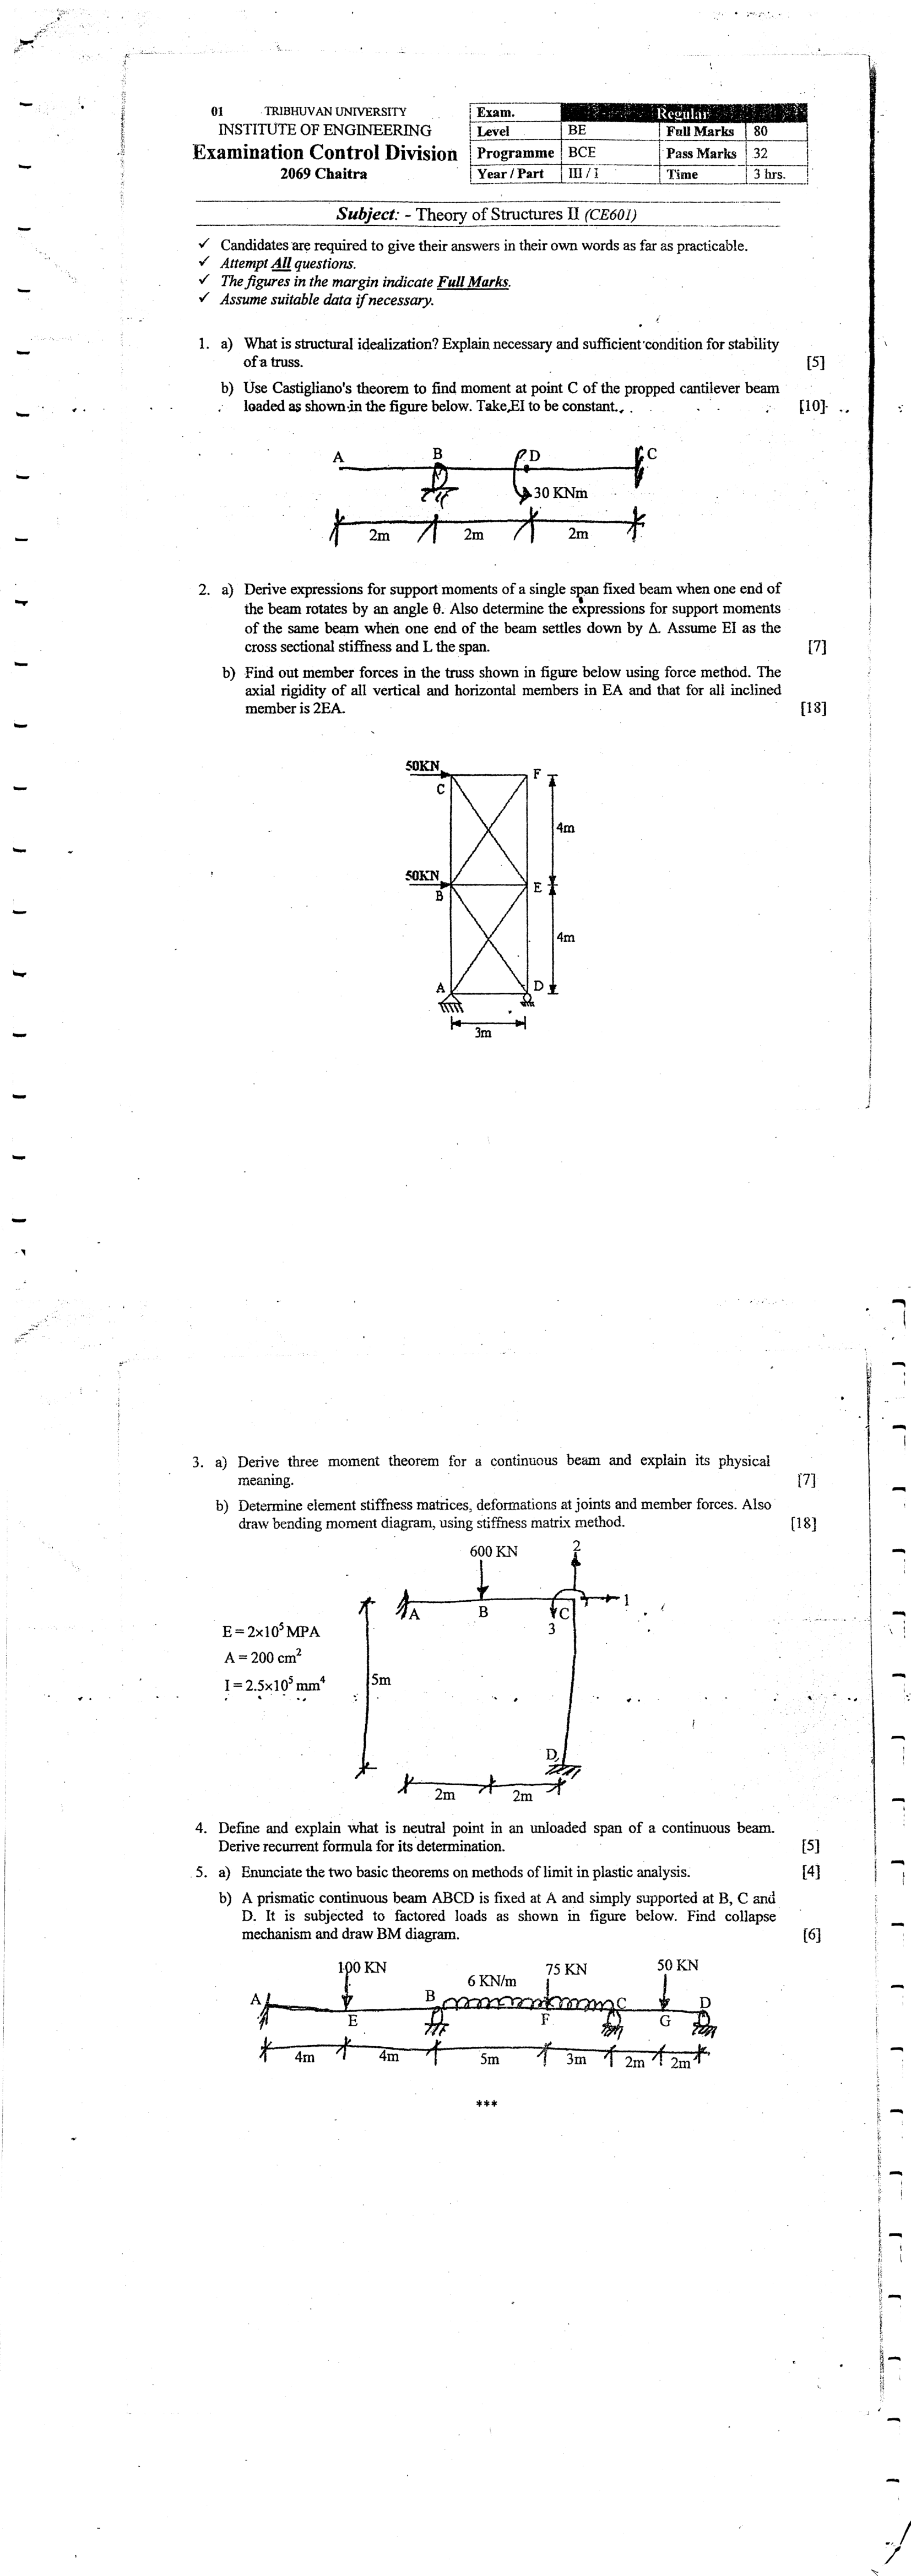 01 TRIBHUVAN UNIVERSITY
INSTITUTE OF ENGINEERING
Examination Control Division
2069 Chaitra
Exam. Regular
Level BE Full Marks 80
Programme BCE Pass Marks 32
Year / Part III / I Time 3 hrs.
Subject: - Theory of Structures II (CE601)
✓ Candidates are required to give their answers in their own words as far as practicable.
✓ Attempt All questions.
✓ The figures in the margin indicate Full Marks.
✓ Assume suitable data if necessary.
1. a) What is structural idealization? Explain necessary and sufficient condition for stability
of a truss. [5]
b) Use Castigliano's theorem to find moment at point C of the propped cantilever beam
loaded as shown in the figure below. Take EI to be constant. [10]
A B D C
30 KNm
2m 2m 2m
2. a) Derive expressions for support moments of a single span fixed beam when one end of
the beam rotates by an angle θ. Also determine the expressions for support moments
of the same beam when one end of the beam settles down by Δ. Assume EI as the
cross sectional stiffness and L the span. [7]
b) Find out member forces in the truss shown in figure below using force method. The
axial rigidity of all vertical and horizontal members in EA and that for all inclined
member is 2EA. [18]
50KN F
C
4m
50KN E
B
4m
A D
3m
3. a) Derive three moment theorem for a continuous beam and explain its physical
meaning. [7]
b) Determine element stiffness matrices, deformations at joints and member forces. Also
draw bending moment diagram, using stiffness matrix method. [18]
600 KN 2
1
A B C
3
E = 2×10⁵ MPA
A = 200 cm²
I = 2.5×10⁵ mm⁴
5m
D
2m 2m
4. Define and explain what is neutral point in an unloaded span of a continuous beam.
Derive recurrent formula for its determination. [5]
5. a) Enunciate the two basic theorems on methods of limit in plastic analysis. [4]
b) A prismatic continuous beam ABCD is fixed at A and simply supported at B, C and
D. It is subjected to factored loads as shown in figure below. Find collapse
mechanism and draw BM diagram. [6]
100 KN 6 KN/m 75 KN 50 KN
A B C D
E F G
4m 4m 5m 3m 2m 2m
***